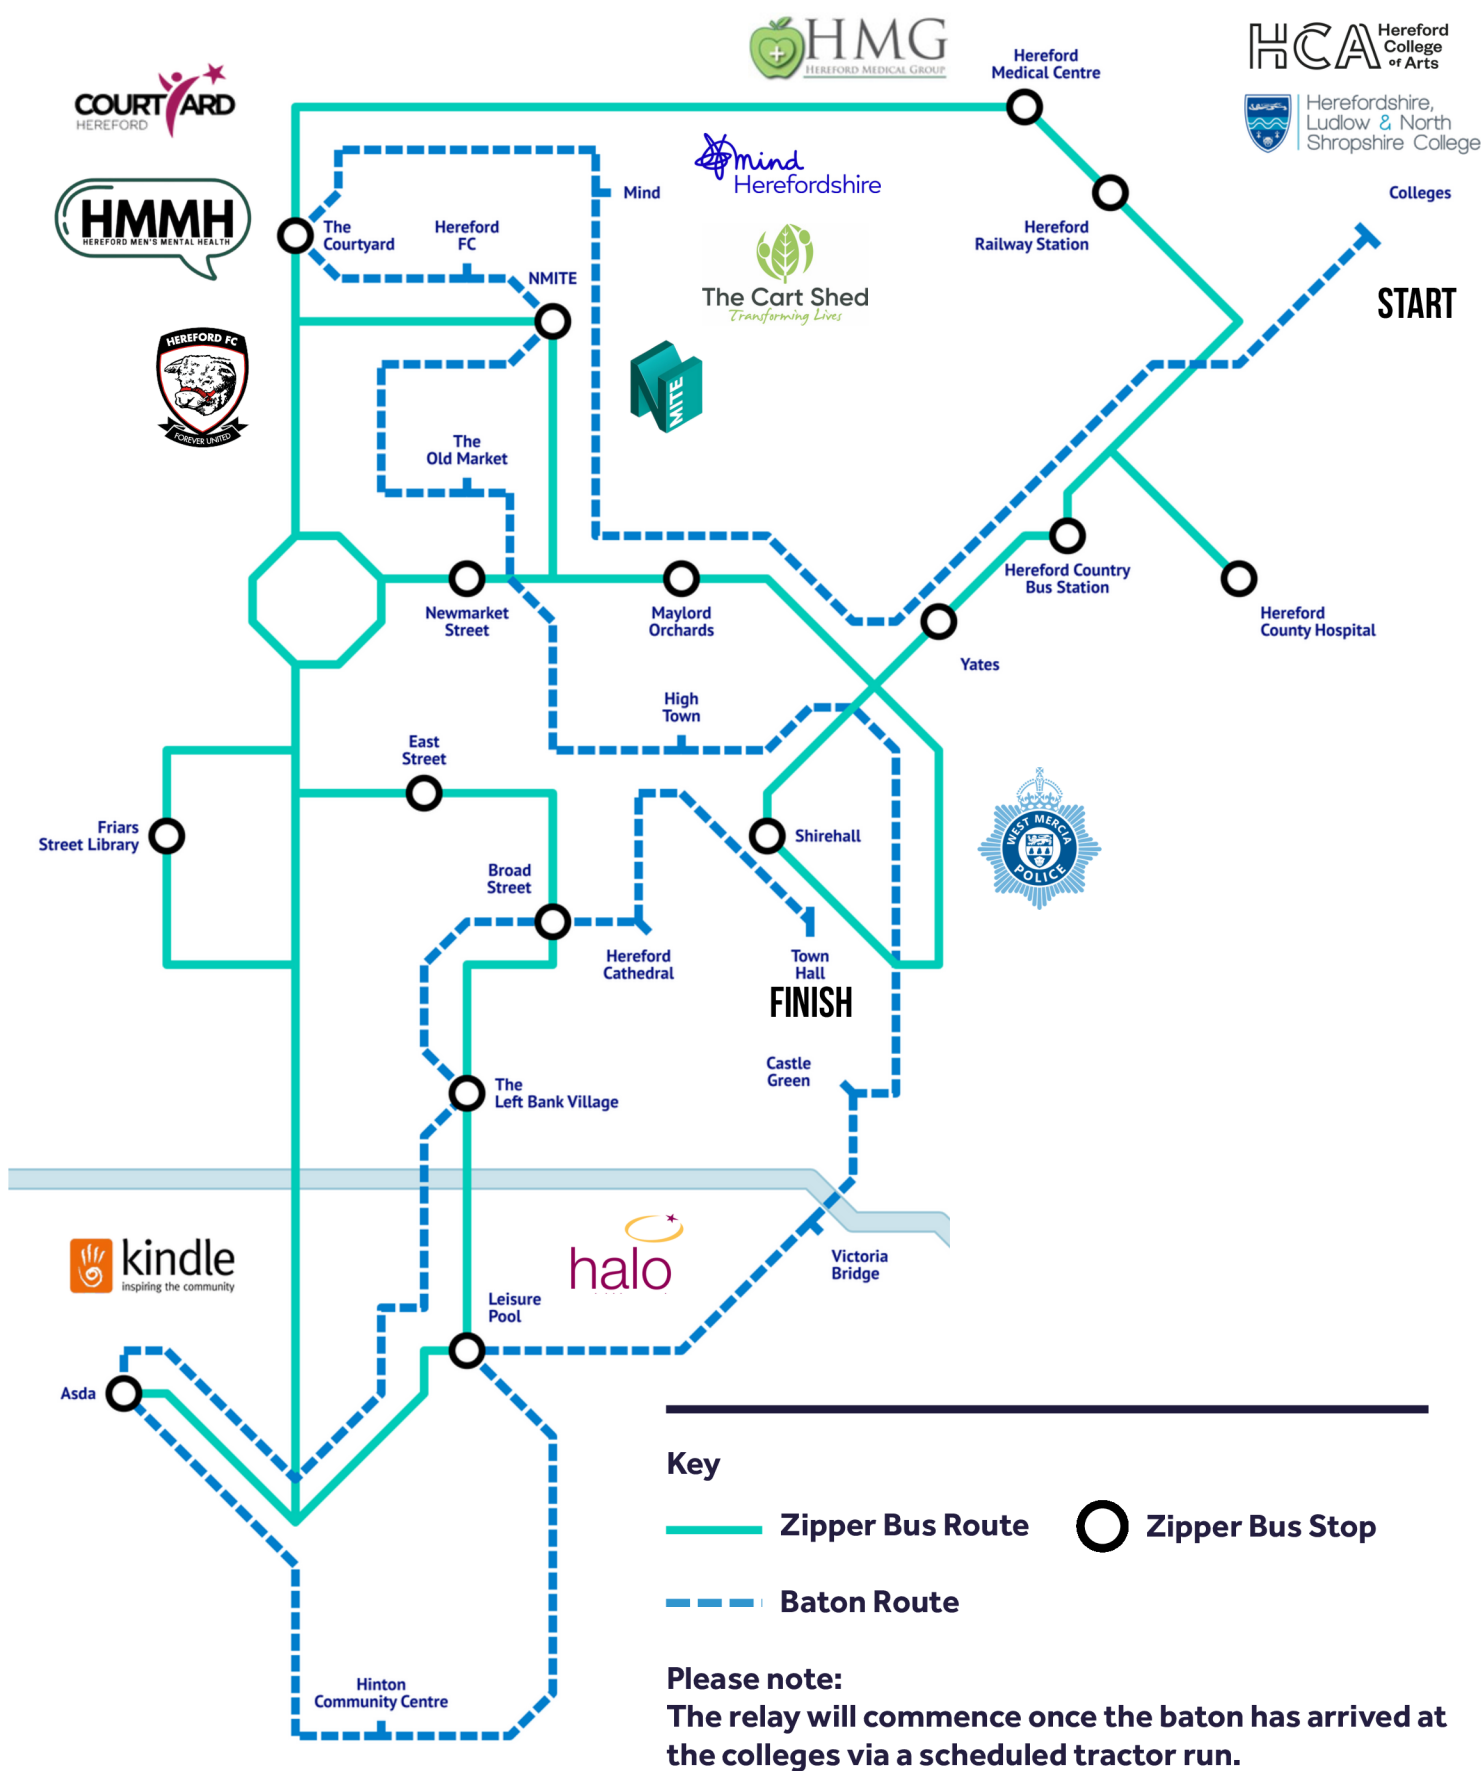 HMG
HEREFORD MEDICAL GROUP
Hereford
Medical Centre
HCA
Hereford
College
of Arts
COURTYARD
HEREFORD
Herefordshire,
Ludlow & North
Shropshire College
mind
Herefordshire
Mind
Colleges
HMMH
HEREFORD MEN'S MENTAL HEALTH
The
Courtyard
Hereford
FC
Hereford
Railway Station
NMITE
The Cart Shed
Transforming Lives
START
HEREFORD FC
FOREVER UNITED
NMITE
The
Old Market
Hereford Country
Bus Station
Newmarket
Street
Maylord
Orchards
Hereford
County Hospital
Yates
High
Town
East
Street
Friars
Street Library
Shirehall
WEST MERCIA
POLICE
Broad
Street
Hereford
Cathedral
Town
Hall
FINISH
Castle
Green
The
Left Bank Village
kindle
inspiring the community
halo
Victoria
Bridge
Leisure
Pool
Asda
Key
Zipper Bus Route
Zipper Bus Stop
Baton Route
Hinton
Community Centre
Please note:
The relay will commence once the baton has arrived at
the colleges via a scheduled tractor run.